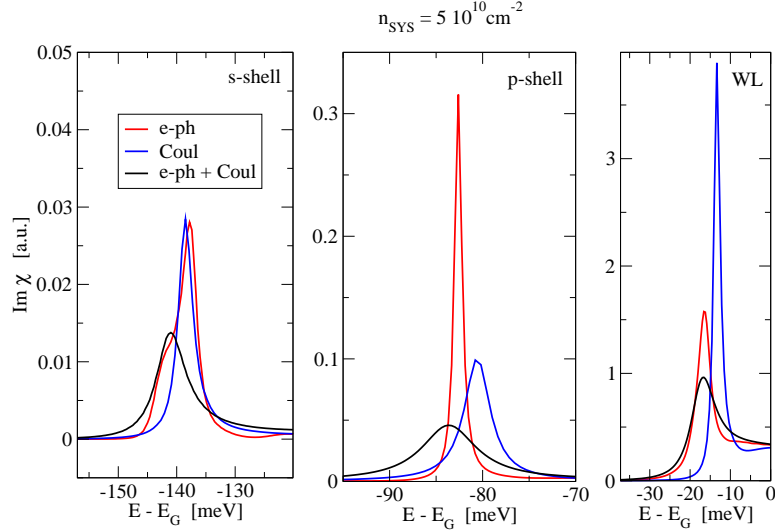 n_SYS = 5 10^10 cm^-2
s-shell
p-shell
WL
e-ph
Coul
e-ph + Coul
Im χ [a.u.]
0.05
0.04
0.03
0.02
0.01
0
-150 -140 -130
E - E_G [meV]
0.3
0.2
0.1
0
-90 -80 -70
E - E_G [meV]
3
2
1
0
-30 -20 -10 0
E - E_G [meV]